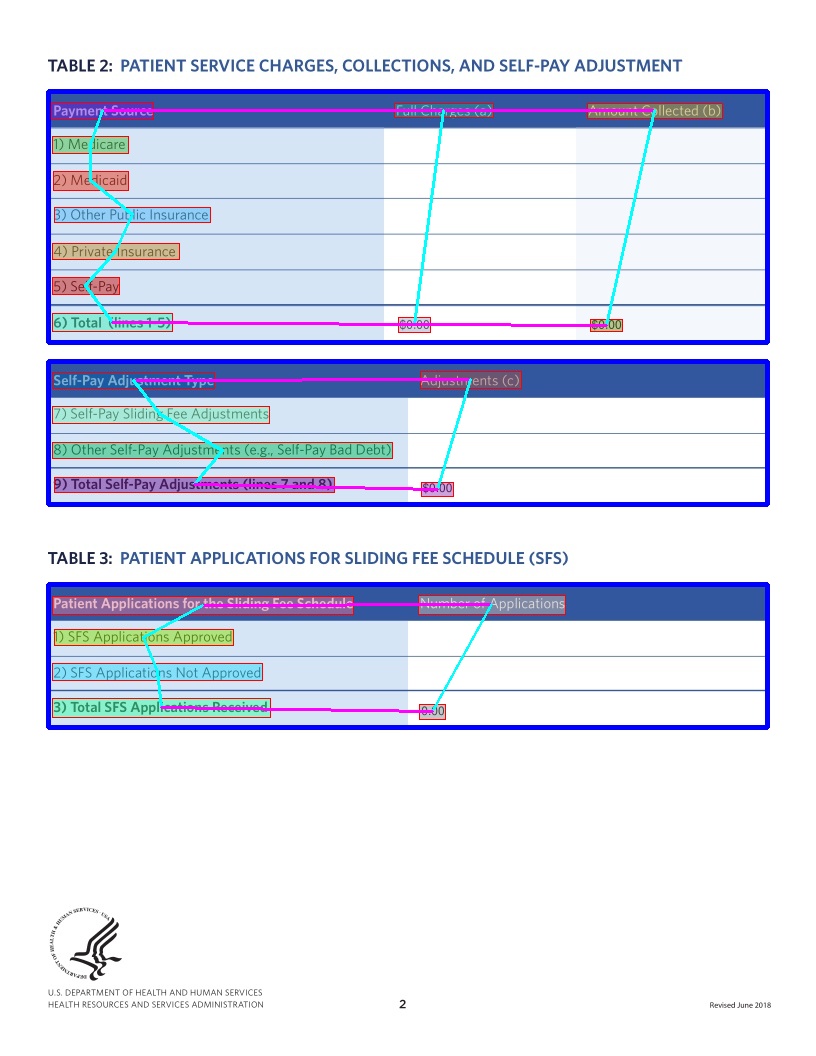 TABLE 2: PATIENT SERVICE CHARGES, COLLECTIONS, AND SELF-PAY ADJUSTMENT
Payment Source Full Charges (a) Amount Collected (b)
1) Medicare
2) Medicaid
3) Other Public Insurance
4) Private Insurance
5) Self-Pay
6) Total (lines 1-5) $0.00 $0.00
Self-Pay Adjustment Type Adjustments (c)
7) Self-Pay Sliding Fee Adjustments
8) Other Self-Pay Adjustments (e.g., Self-Pay Bad Debt)
9) Total Self-Pay Adjustments (lines 7 and 8) $0.00
TABLE 3: PATIENT APPLICATIONS FOR SLIDING FEE SCHEDULE (SFS)
Patient Applications for the Sliding Fee Schedule Number of Applications
1) SFS Applications Approved
2) SFS Applications Not Approved
3) Total SFS Applications Received 0.00
DEPARTMENT OF HEALTH & HUMAN SERVICES · USA
U.S. DEPARTMENT OF HEALTH AND HUMAN SERVICES
HEALTH RESOURCES AND SERVICES ADMINISTRATION 2 Revised June 2018